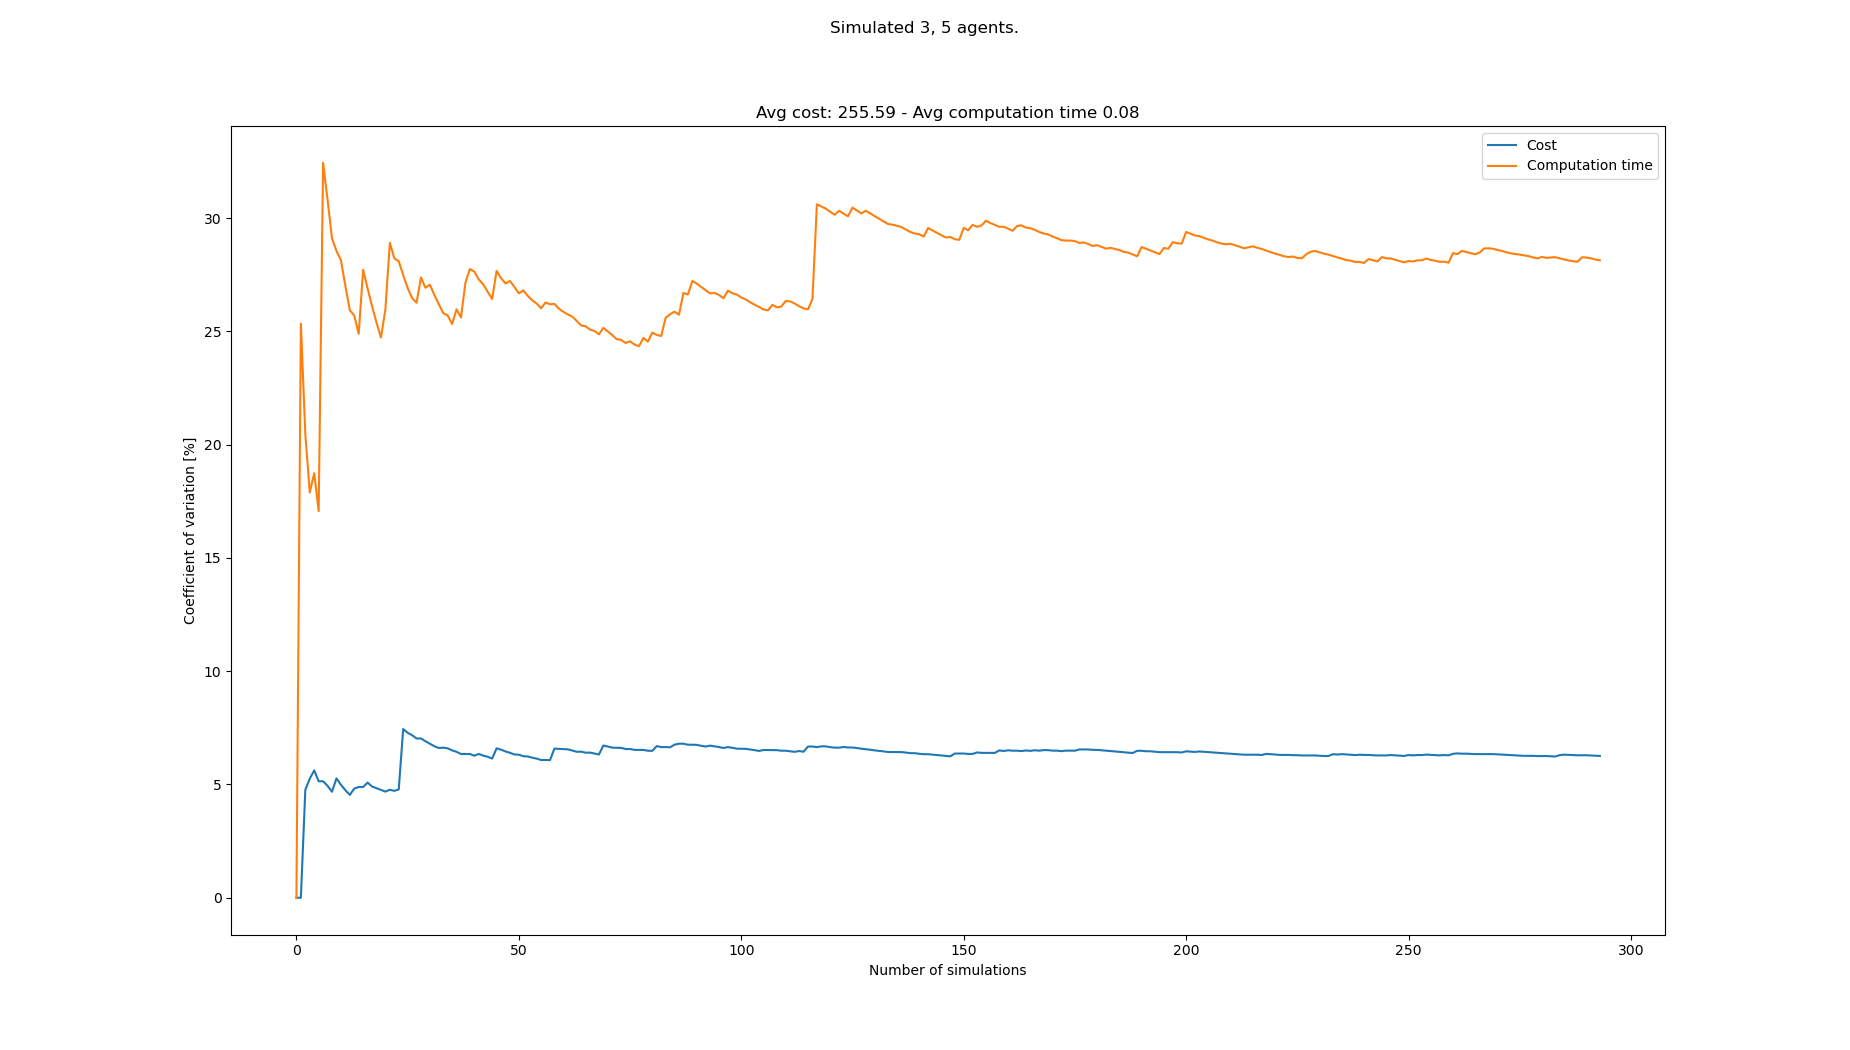 Simulated 3, 5 agents.
Avg cost: 255.59 - Avg computation time 0.08
Cost
Computation time
30
25
20
15
10
5
0
Coefficient of variation [%]
0 50 100 150 200 250 300
Number of simulations